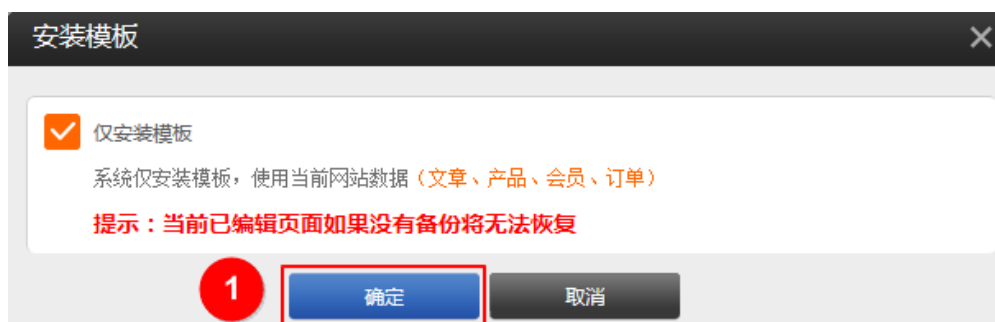 安装模板
仅安装模板
系统仅安装模板，使用当前网站数据（文章、产品、会员、订单）
提示：当前已编辑页面如果没有备份将无法恢复
1 确定 取消